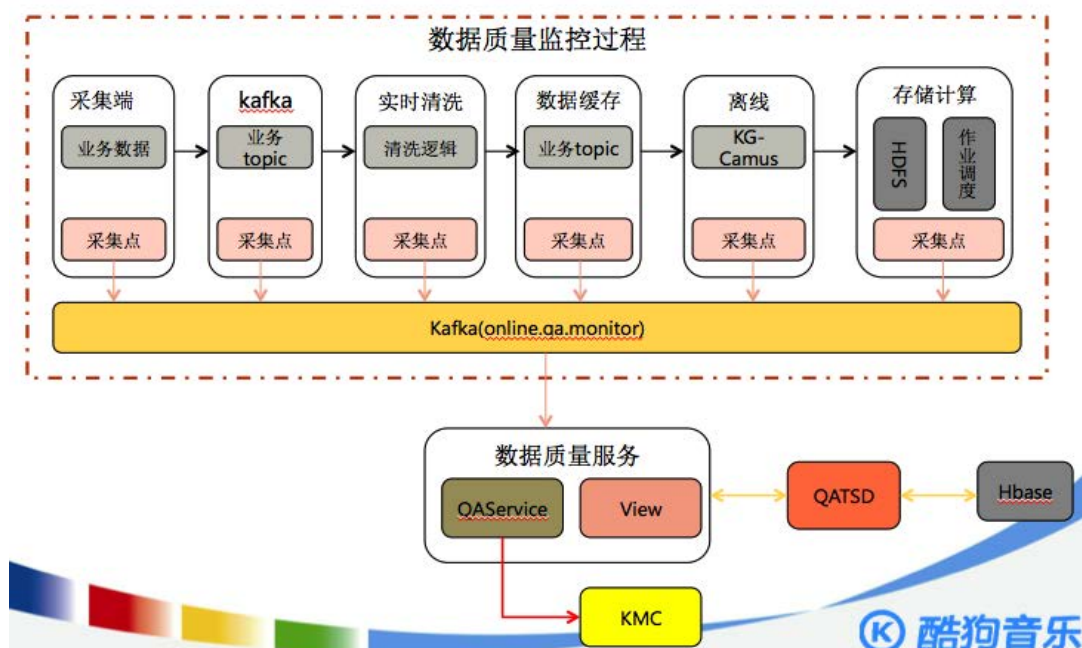 数据质量监控过程
采集端
业务数据
采集点
kafka
业务
topic
采集点
实时清洗
清洗逻辑
采集点
数据缓存
业务topic
采集点
离线
KG-
Camus
采集点
存储计算
HDFS
作业调度
采集点
Kafka(online.qa.monitor)
数据质量服务
QAService
View
QATSD
Hbase
KMC
K 酷狗音乐